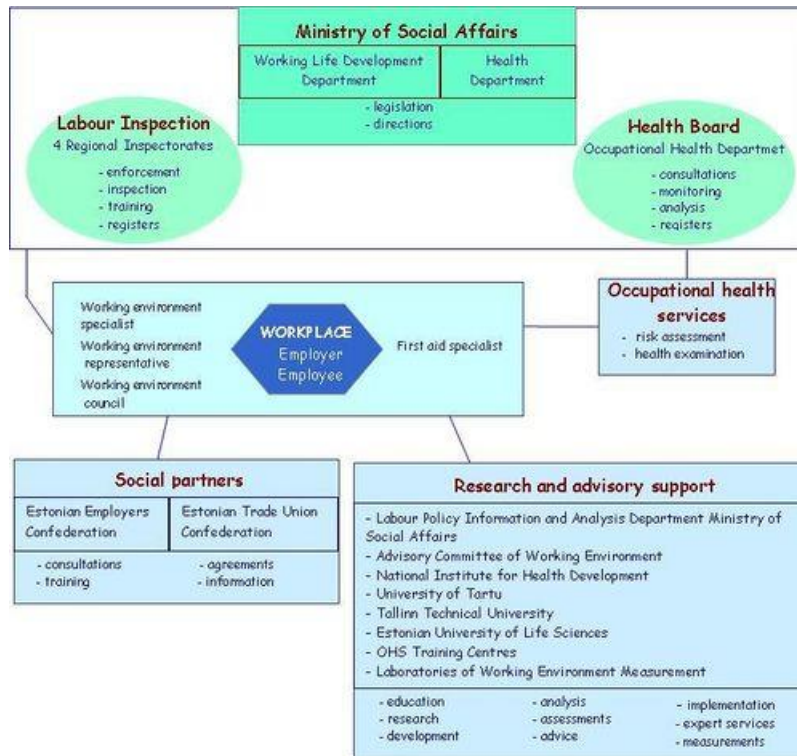 Ministry of Social Affairs
Working Life Development
Department
Health
Department
- legislation
- directions
Labour Inspection
4 Regional Inspectorates
- enforcement
- inspection
- training
- registers
Health Board
Occupational Health Departmet
- consultations
- monitoring
- analysis
- registers
Working environment
specialist
Working environment
representative
Working environment
council
WORKPLACE
Employer
Employee
First aid specialist
Occupational health
services
- risk assessment
- health examination
Social partners
Estonian Employers
Confederation
Estonian Trade Union
Confederation
- consultations
- training
- agreements
- information
Research and advisory support
- Labour Policy Information and Analysis Department Ministry of
Social Affairs
- Advisory Committee of Working Environment
- National Institute for Health Development
- University of Tartu
- Tallinn Technical University
- Estonian University of Life Sciences
- OHS Training Centres
- Laboratories of Working Environment Measurement
- education
- research
- development
- analysis
- assessments
- advice
- implementation
- expert services
- measurements